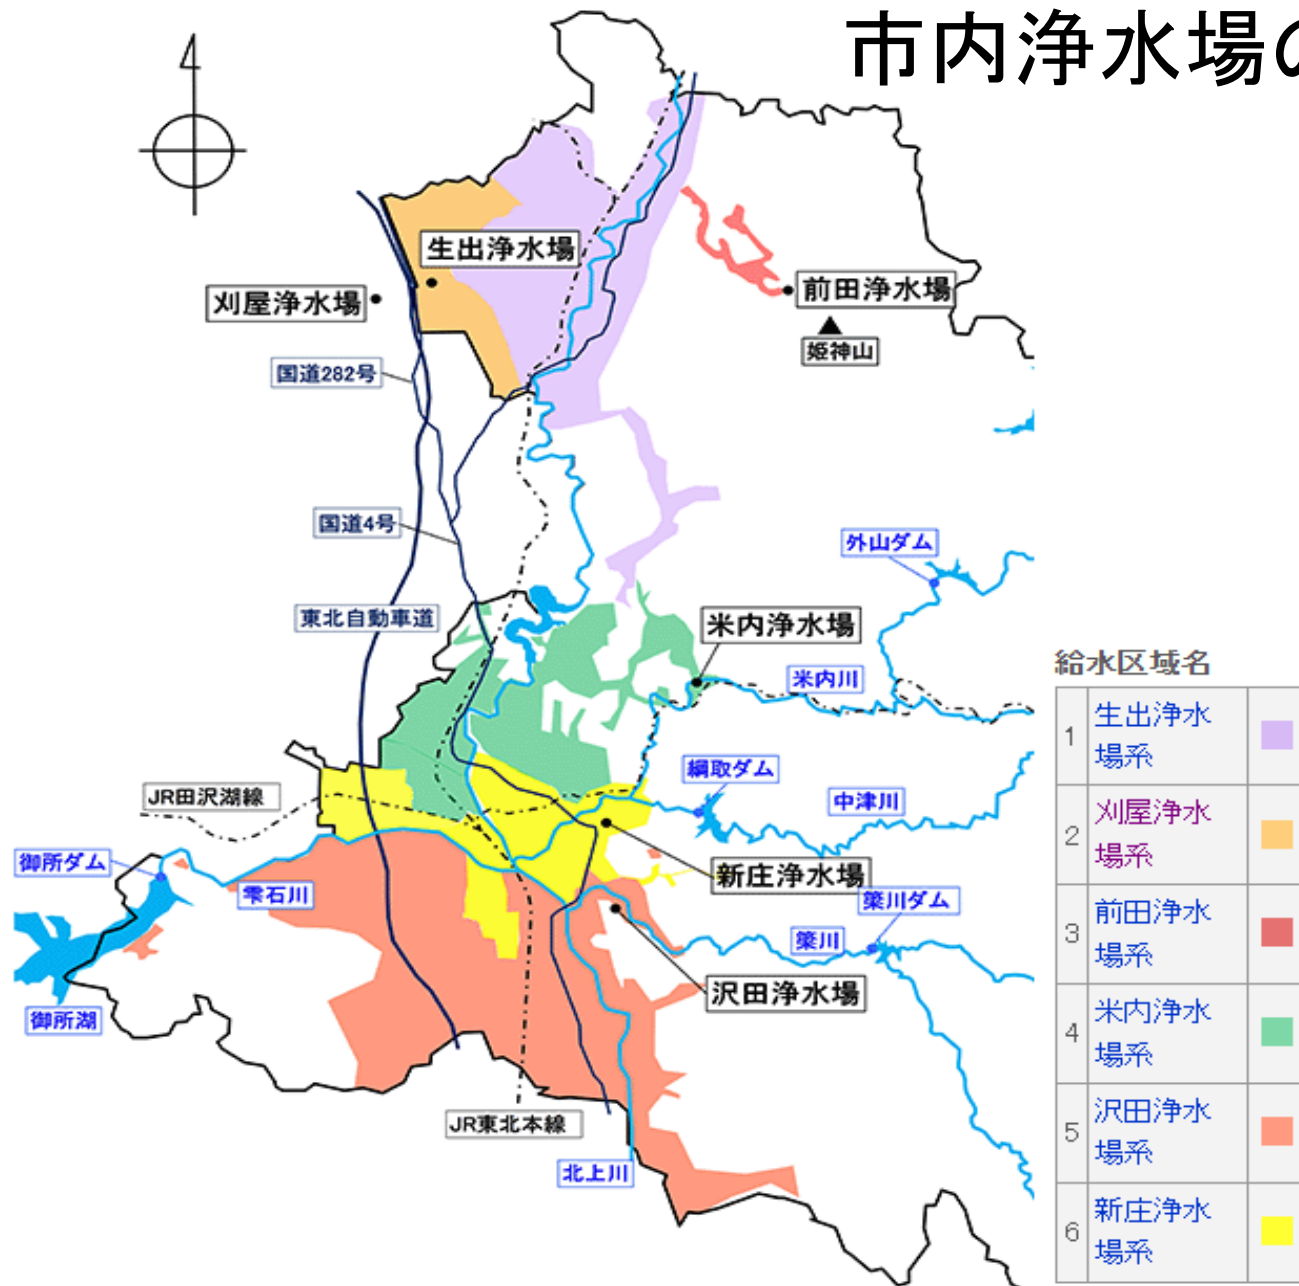 市内浄水場の
4
生出浄水場
刈屋浄水場
前田浄水場
姫神山
国道282号
国道4号
外山ダム
東北自動車道
米内浄水場
米内川
給水区域名
1
生出浄水
場系
2
刈屋浄水
場系
3
前田浄水
場系
4
米内浄水
場系
5
沢田浄水
場系
6
新庄浄水
場系
綱取ダム
JR田沢湖線
中津川
御所ダム
新庄浄水場
雫石川
簗川ダム
簗川
沢田浄水場
御所湖
JR東北本線
北上川